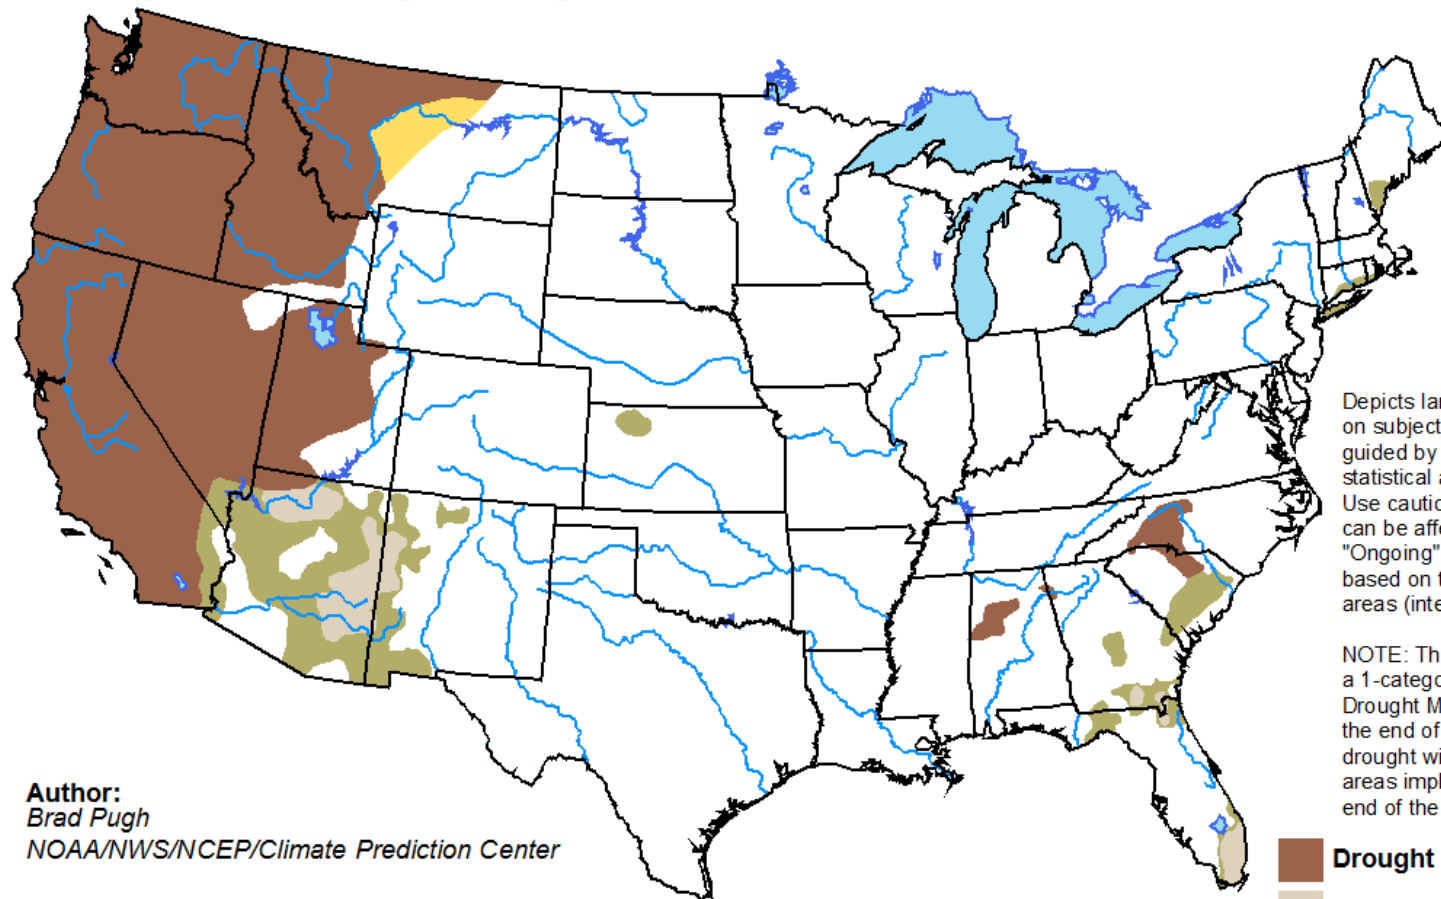 Depicts lar
on subject
guided by
statistical a
Use cautio
can be affe
"Ongoing"
based on t
areas (inte
NOTE: Th
a 1-catego
Drought M
the end of
drought wi
areas impl
end of the
Author:
Brad Pugh
NOAA/NWS/NCEP/Climate Prediction Center
Drought